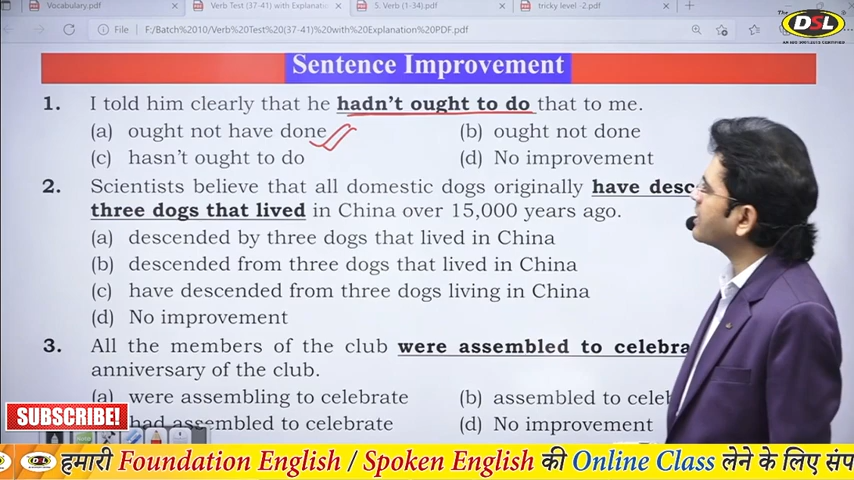 Vocabulary.pdf
Verb Test (37-41) with Explanation
5. Verb (1-34).pdf
tricky level -2.pdf
File F:/Batch%2010/Verb%20Test%20(37-41)%20with%20Explanation%20PDF.pdf
The DSL
AN ISO 9001:2015 CERTIFIED
Sentence Improvement
1. I told him clearly that he hadn't ought to do that to me.
(a) ought not have done (b) ought not done
(c) hasn't ought to do (d) No improvement
2. Scientists believe that all domestic dogs originally have desc
three dogs that lived in China over 15,000 years ago.
(a) descended by three dogs that lived in China
(b) descended from three dogs that lived in China
(c) have descended from three dogs living in China
(d) No improvement
3. All the members of the club were assembled to celebra
anniversary of the club.
(a) were assembling to celebrate (b) assembled to celeb
had assembled to celebrate (d) No improvement
SUBSCRIBE!
DSL हमारी Foundation English / Spoken English की Online Class लेने के लिए संप